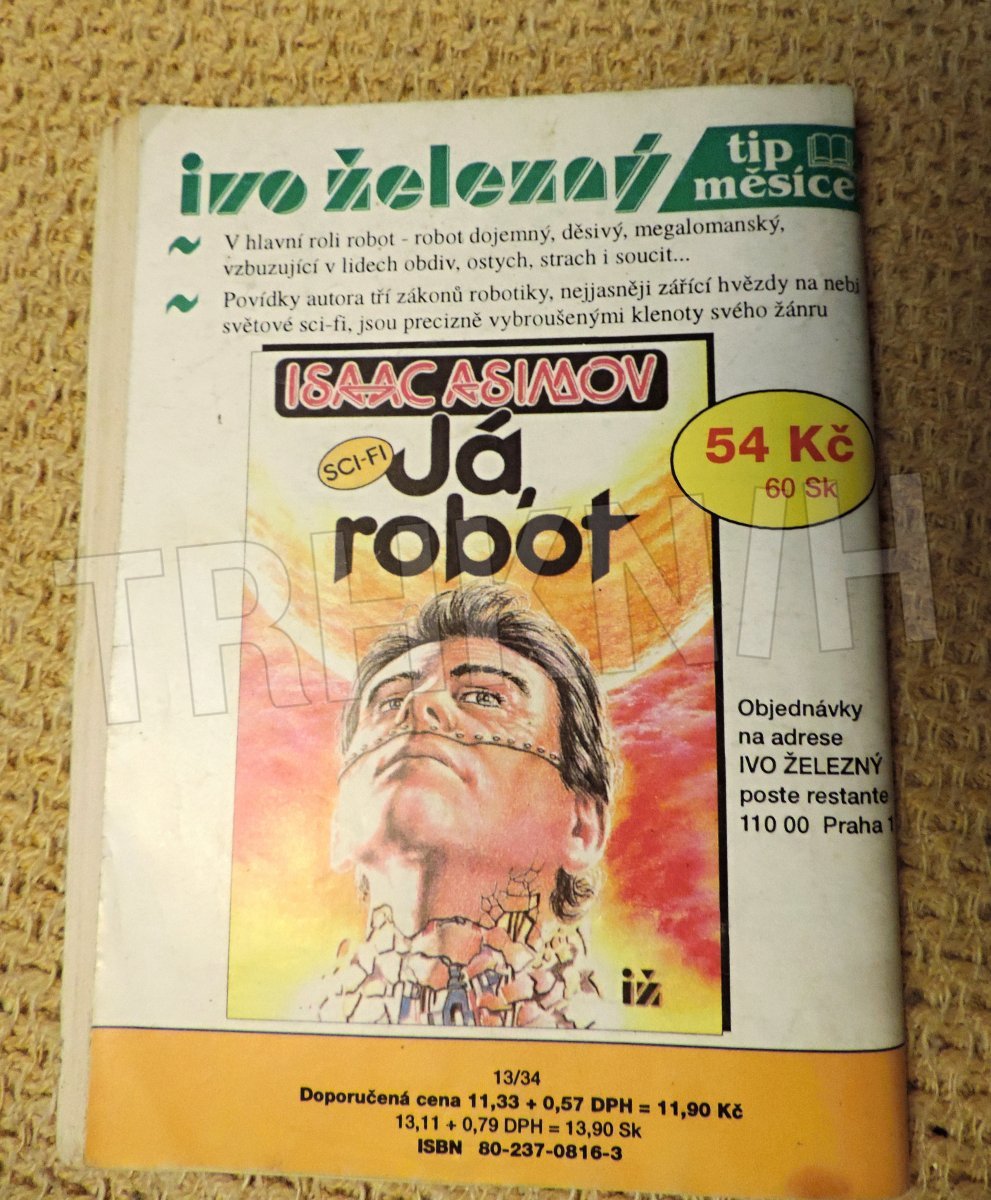 ivo železný
tip
měsíce
V hlavní roli robot - robot dojemný, děsivý, megalomanský,
vzbuzující v lidech obdiv, ostych, strach i soucit...
Povídky autora tří zákonů robotiky, nejjasněji zářící hvězdy na nebi
světové sci-fi, jsou precizně vybroušenými klenoty svého žánru
ISAAC ASIMOV
SCI-FI
Já,
robot
54 Kč
60 Sk
TRHKNIH
Objednávky
na adrese
IVO ŽELEZNÝ
poste restante
110 00 Praha 1
iž
13/34
Doporučená cena 11,33 + 0,57 DPH = 11,90 Kč
13,11 + 0,79 DPH = 13,90 Sk
ISBN 80-237-0816-3